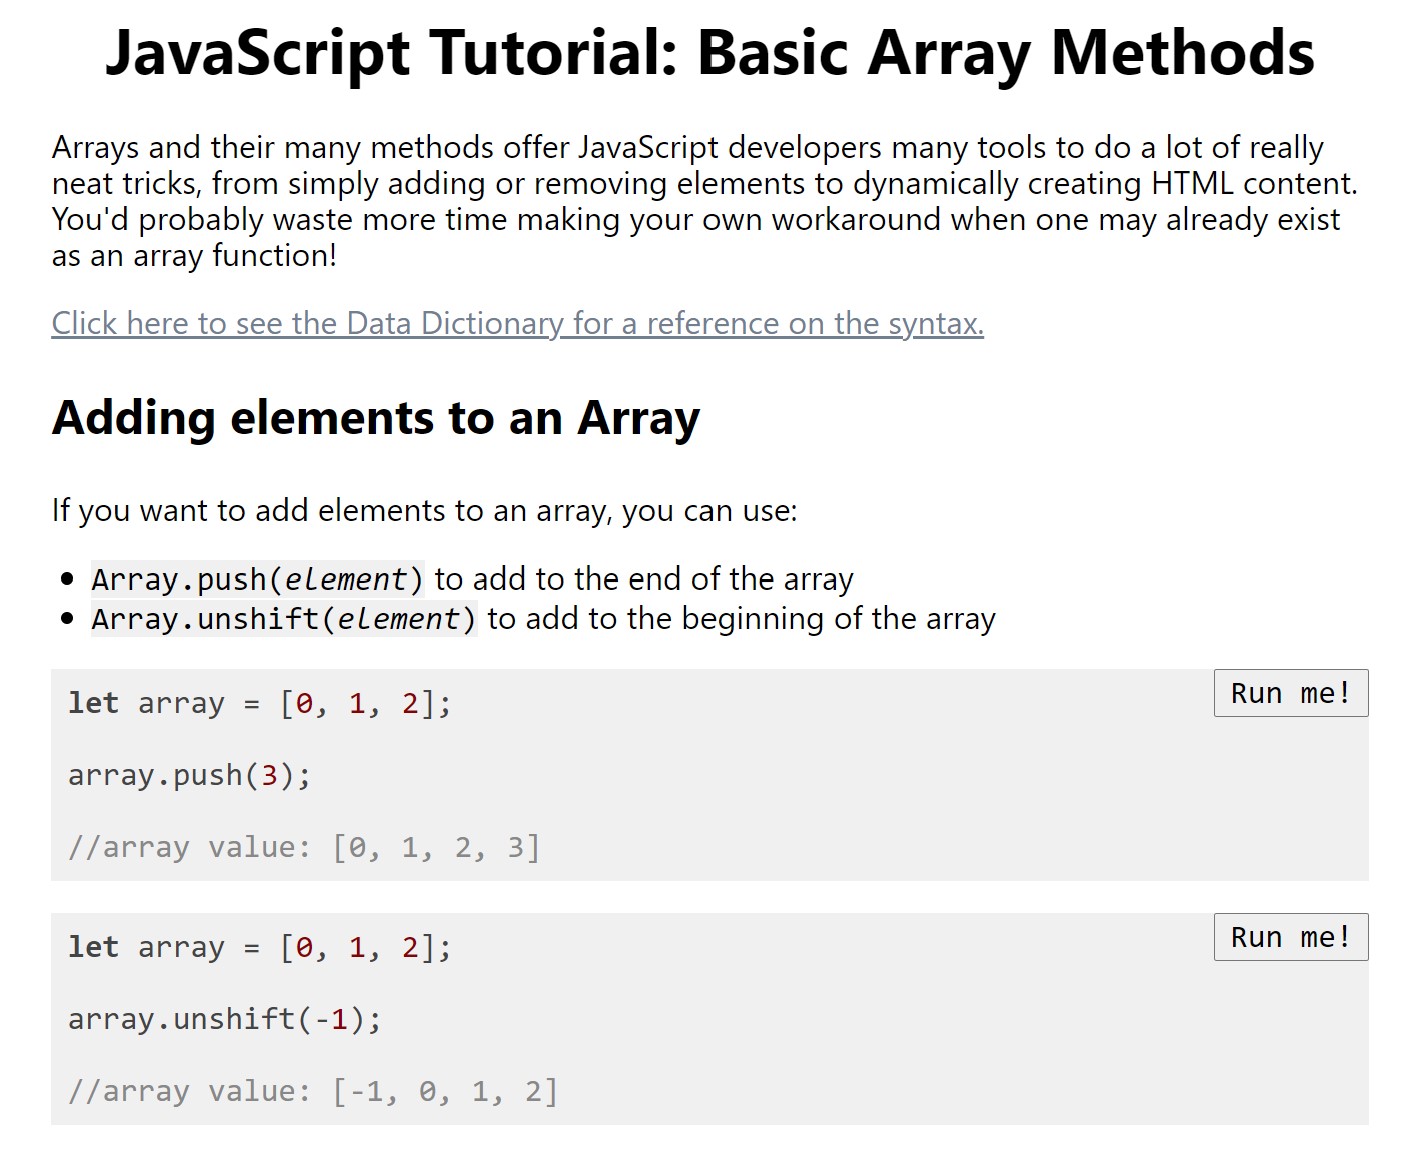 JavaScript Tutorial: Basic Array Methods
Arrays and their many methods offer JavaScript developers many tools to do a lot of really
neat tricks, from simply adding or removing elements to dynamically creating HTML content.
You'd probably waste more time making your own workaround when one may already exist
as an array function!
Click here to see the Data Dictionary for a reference on the syntax.
Adding elements to an Array
If you want to add elements to an array, you can use:
• Array.push(element) to add to the end of the array
• Array.unshift(element) to add to the beginning of the array
Run me!
let array = [0, 1, 2];
array.push(3);
//array value: [0, 1, 2, 3]
Run me!
let array = [0, 1, 2];
array.unshift(-1);
//array value: [-1, 0, 1, 2]